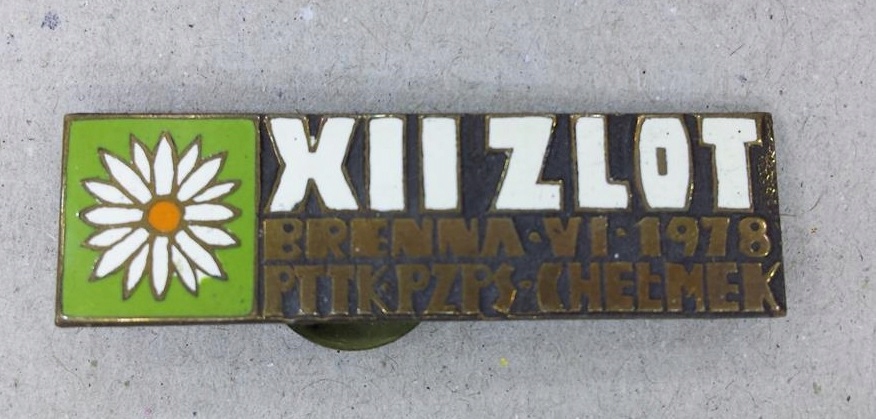 XII ZLOT
BRENNA·VI·1978
PTTK·PZPS·CHEŁMEK